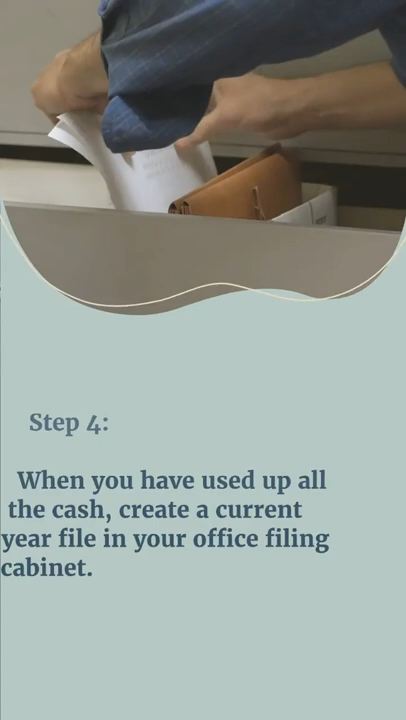 Step 4:
When you have used up all
the cash, create a current
year file in your office filing
cabinet.